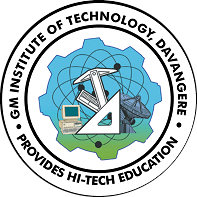 GM INSTITUTE OF TECHNOLOGY, DAVANGERE
• PROVIDES HI-TECH EDUCATION •